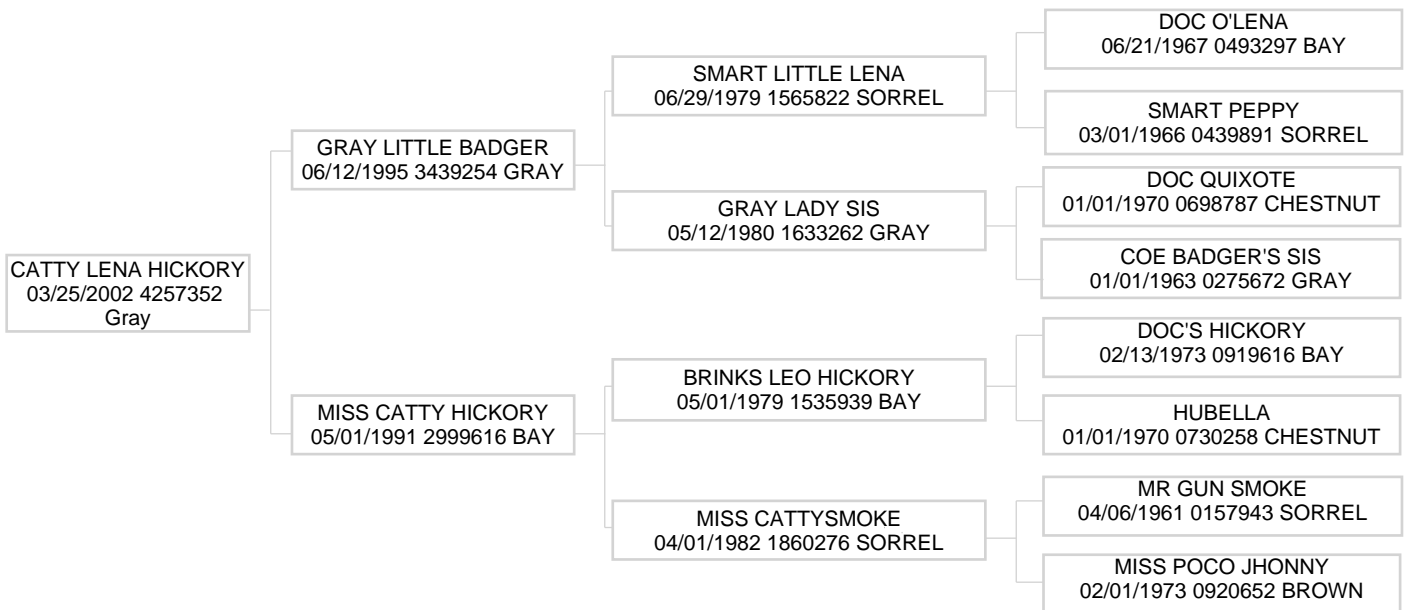 CATTY LENA HICKORY
03/25/2002 4257352
Gray
GRAY LITTLE BADGER
06/12/1995 3439254 GRAY
MISS CATTY HICKORY
05/01/1991 2999616 BAY
SMART LITTLE LENA
06/29/1979 1565822 SORREL
GRAY LADY SIS
05/12/1980 1633262 GRAY
BRINKS LEO HICKORY
05/01/1979 1535939 BAY
MISS CATTYSMOKE
04/01/1982 1860276 SORREL
DOC O'LENA
06/21/1967 0493297 BAY
SMART PEPPY
03/01/1966 0439891 SORREL
DOC QUIXOTE
01/01/1970 0698787 CHESTNUT
COE BADGER'S SIS
01/01/1963 0275672 GRAY
DOC'S HICKORY
02/13/1973 0919616 BAY
HUBELLA
01/01/1970 0730258 CHESTNUT
MR GUN SMOKE
04/06/1961 0157943 SORREL
MISS POCO JHONNY
02/01/1973 0920652 BROWN